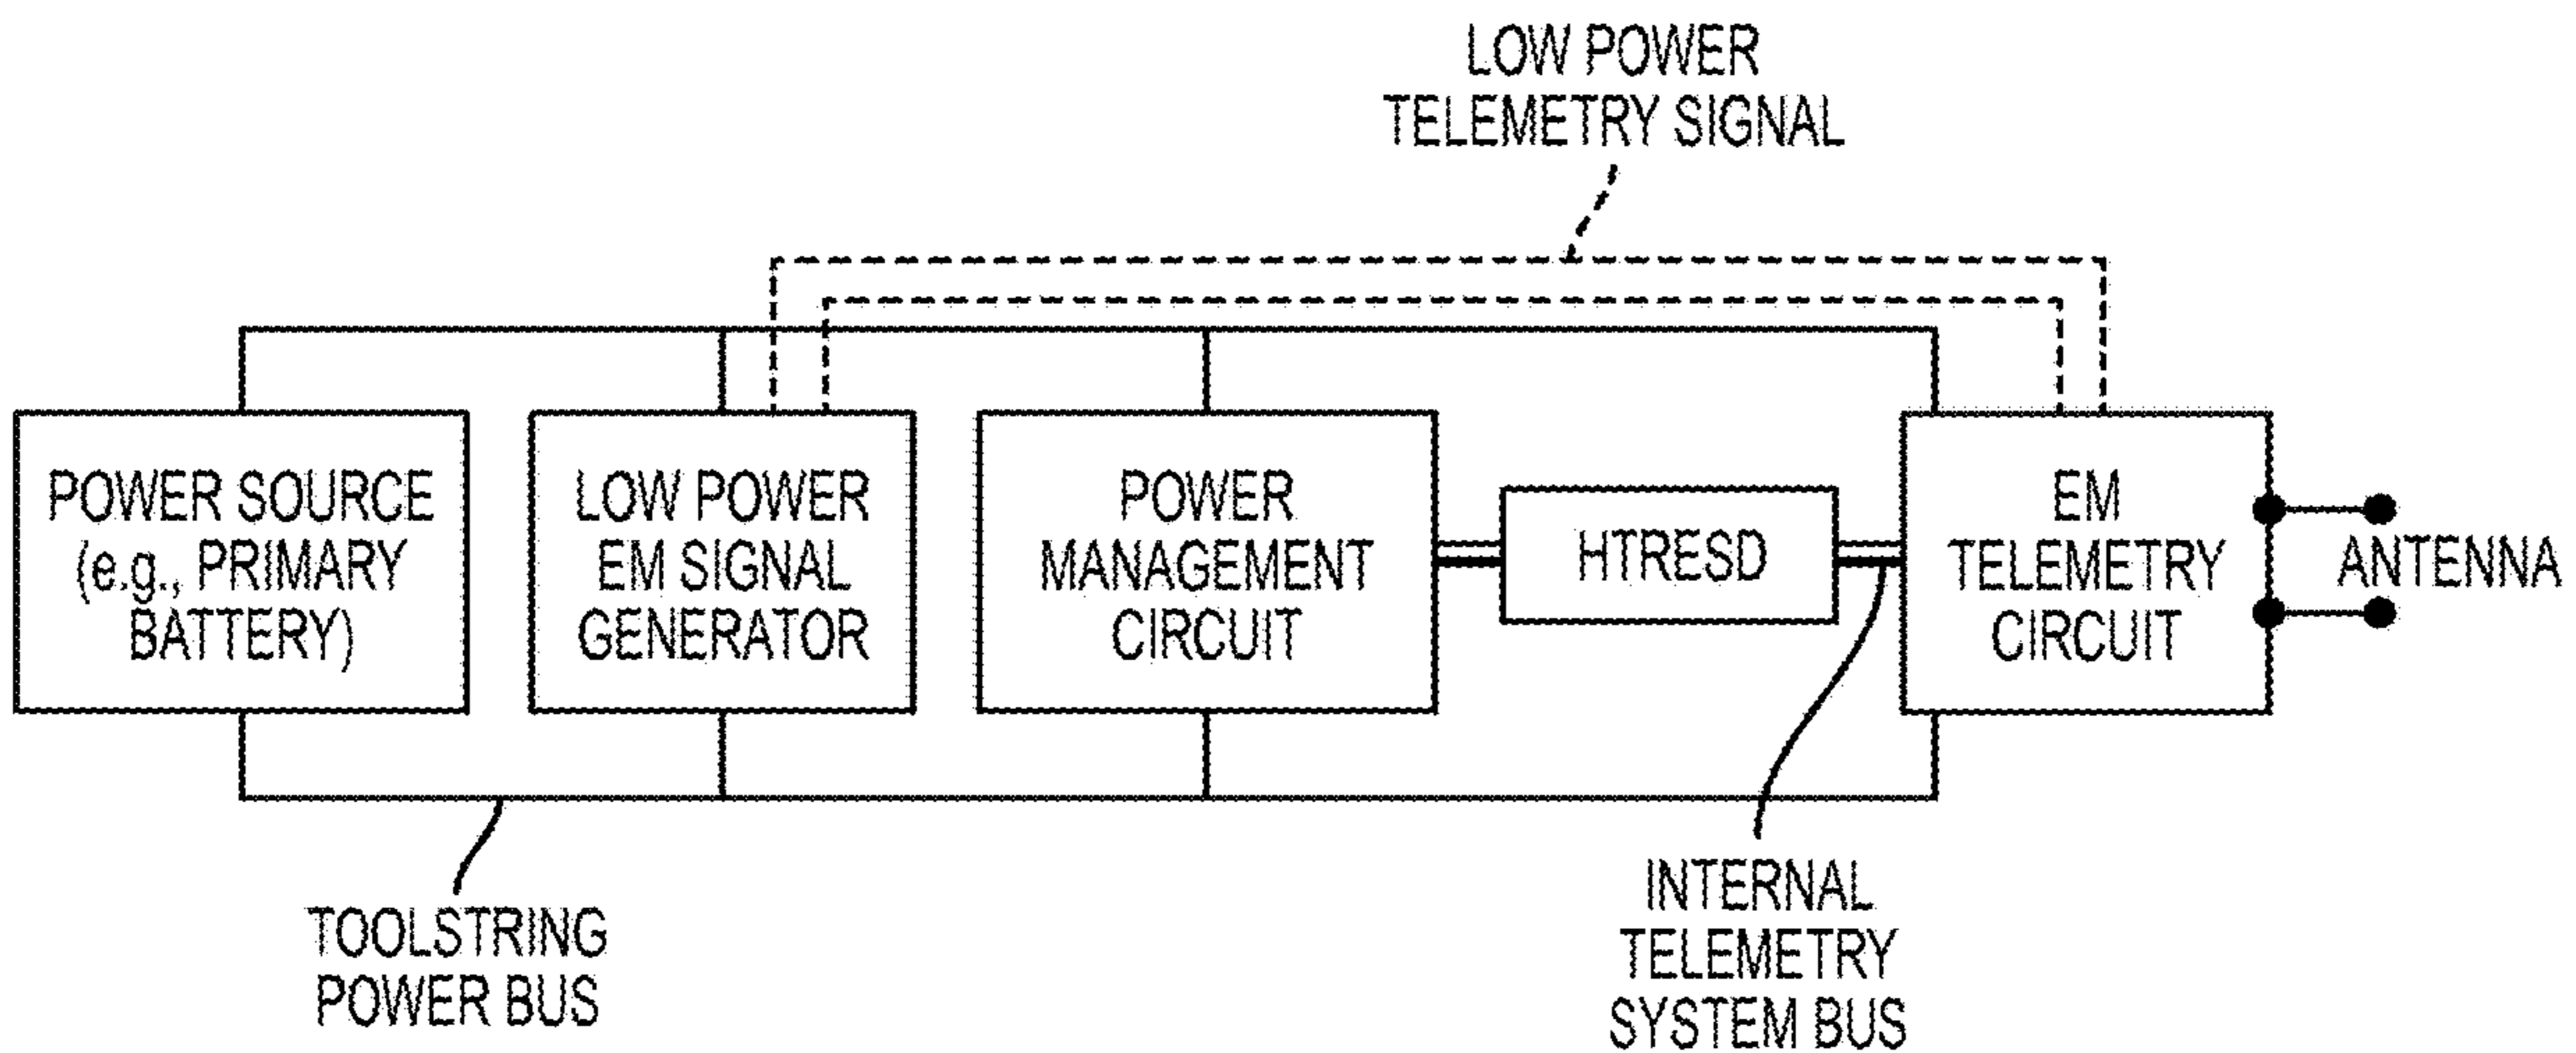 LOW POWER
TELEMETRY SIGNAL
POWER SOURCE
(e.g., PRIMARY
BATTERY)
LOW POWER
EM SIGNAL
GENERATOR
POWER
MANAGEMENT
CIRCUIT
HTRESD
EM
TELEMETRY
CIRCUIT
ANTENNA
TOOLSTRING
POWER BUS
INTERNAL
TELEMETRY
SYSTEM BUS